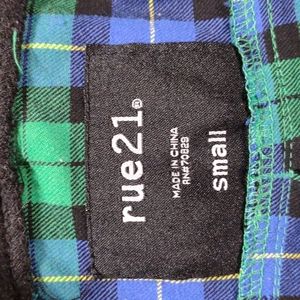 rue21®
MADE IN CHINA
RN#70829
small